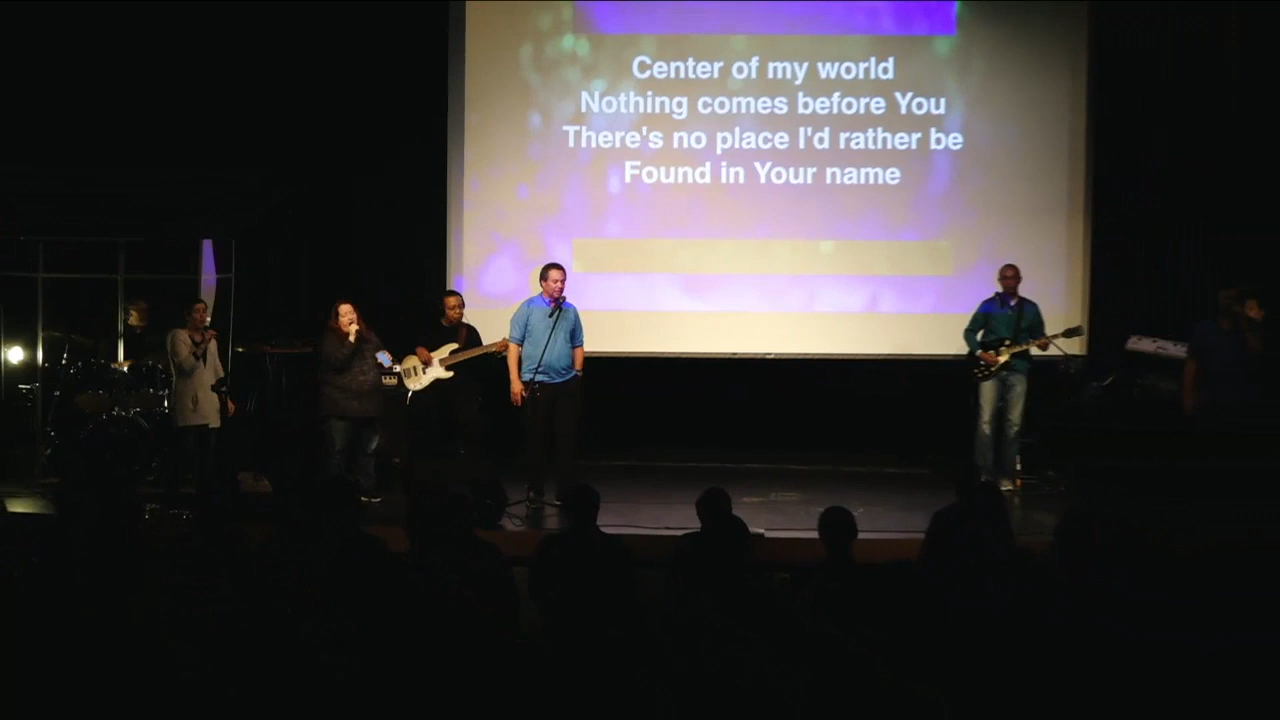 Center of my world
Nothing comes before You
There's no place I'd rather be
Found in Your name